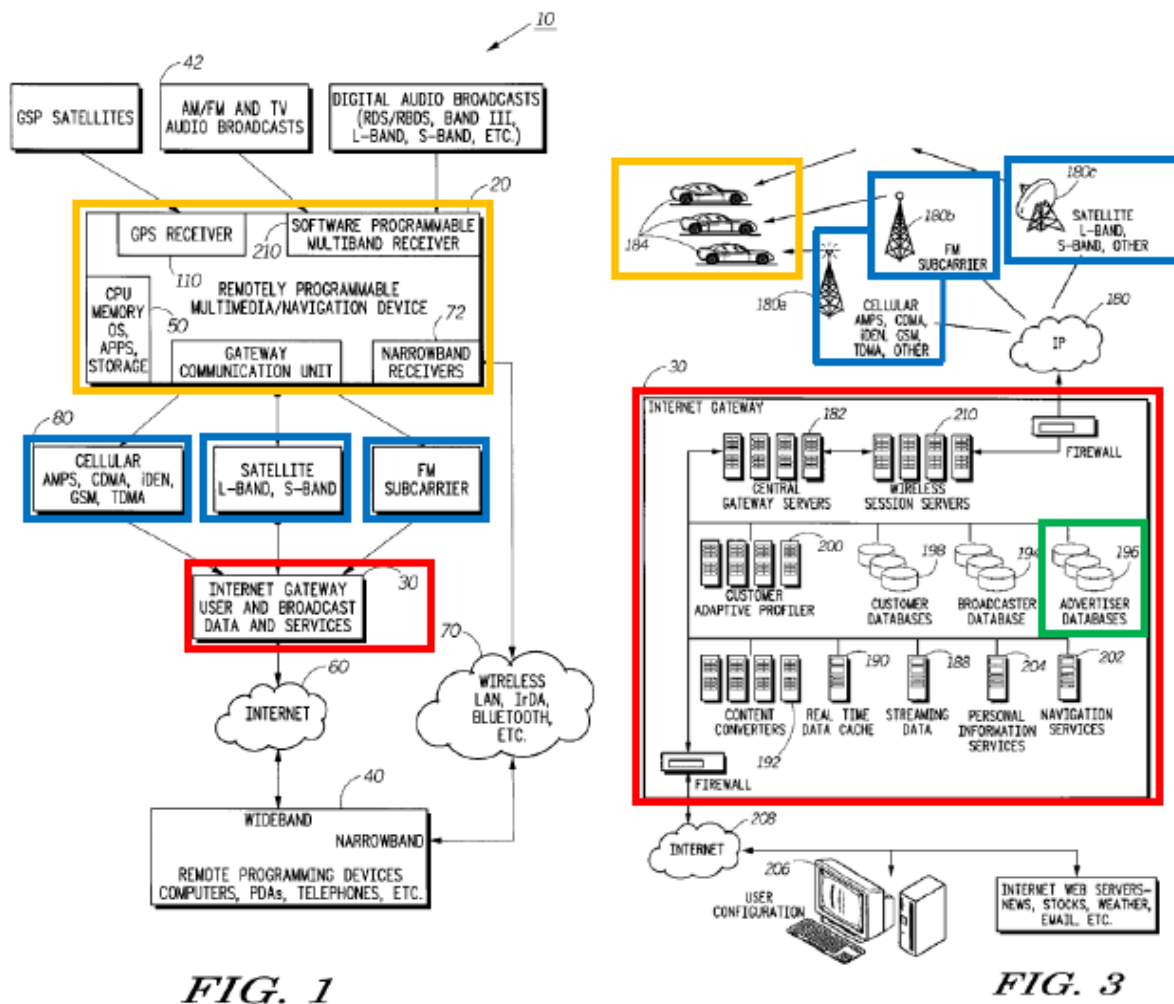 10
42
GSP SATELLITES
AM/FM AND TV
AUDIO BROADCASTS
DIGITAL AUDIO BROADCASTS
(RDS/RBDS, BAND III,
L-BAND, S-BAND, ETC.)
20
GPS RECEIVER
210
SOFTWARE PROGRAMMABLE
MULTIBAND RECEIVER
110
CPU
MEMORY
OS,
APPS,
STORAGE
50
REMOTELY PROGRAMMABLE
MULTIMEDIA/NAVIGATION DEVICE
72
GATEWAY
COMMUNICATION UNIT
NARROWBAND
RECEIVERS
80
CELLULAR
AMPS, CDMA, iDEN,
GSM, TDMA
SATELLITE
L-BAND, S-BAND
FM
SUBCARRIER
30
INTERNET GATEWAY
USER AND BROADCAST
DATA AND SERVICES
60
INTERNET
70
WIRELESS
LAN, IrDA,
BLUETOOTH,
ETC.
40
WIDEBAND
NARROWBAND
REMOTE PROGRAMMING DEVICES
COMPUTERS, PDAs, TELEPHONES, ETC.
FIG. 1
184
180b
FM
SUBCARRIER
180c
SATELLITE
L-BAND,
S-BAND, OTHER
180a
CELLULAR
AMPS, CDMA,
iDEN, GSM,
TDMA, OTHER
180
IP
30
INTERNET GATEWAY
182
210
FIREWALL
CENTRAL
GATEWAY SERVERS
WIRELESS
SESSION SERVERS
200
198
194
196
CUSTOMER
ADAPTIVE PROFILER
CUSTOMER
DATABASES
BROADCASTER
DATABASE
ADVERTISER
DATABASES
190
188
204
202
CONTENT
CONVERTERS
192
REAL TIME
DATA CACHE
STREAMING
DATA
PERSONAL
INFORMATION
SERVICES
NAVIGATION
SERVICES
FIREWALL
208
INTERNET
206
USER
CONFIGURATION
INTERNET WEB SERVERS-
NEWS, STOCKS, WEATHER,
EMAIL, ETC.
FIG. 3